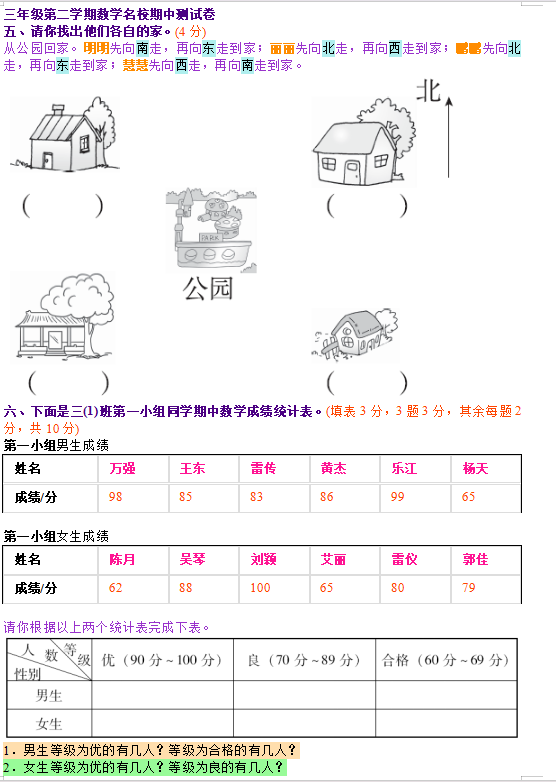 三年级第二学期数学名校期中测试卷
五、请你找出他们各自的家。(4 分)
从公园回家。明明先向南走，再向东走到家；丽丽先向北走，再向西走到家；鹏鹏先向北
走，再向东走到家；慧慧先向西走，再向南走到家。
北
( ) ( )
PARK
公园
( ) ( )
六、下面是三(1)班第一小组同学期中数学成绩统计表。(填表 3 分，3 题 3 分，其余每题 2
分，共 10 分)
第一小组男生成绩
姓名 万强 王东 雷传 黄杰 乐江 杨天
成绩/分 98 85 83 86 99 65
第一小组女生成绩
姓名 陈月 吴琴 刘颖 艾丽 雷仪 郭佳
成绩/分 62 88 100 65 80 79
请你根据以上两个统计表完成下表。
人数 等级 性别 优（90 分~100 分） 良（70 分~89 分） 合格（60 分~69 分）
男生
女生
1．男生等级为优的有几人？等级为合格的有几人？
2．女生等级为优的有几人？等级为良的有几人？